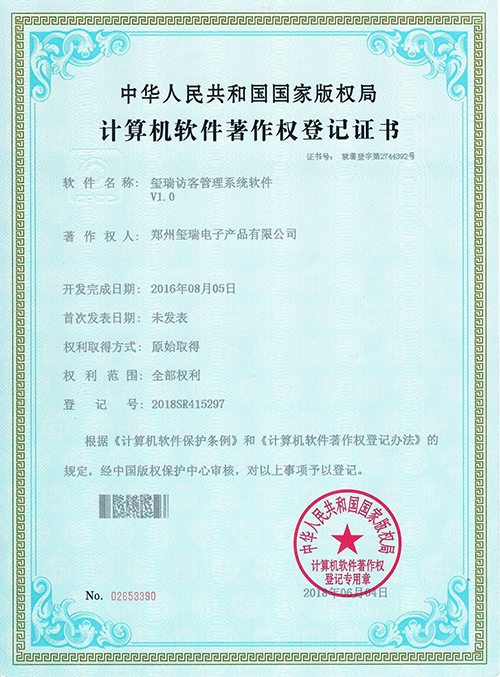 中华人民共和国国家版权局
计算机软件著作权登记证书
证书号： 软著登字第2744392号
软件名称： 玺瑞访客管理系统软件
V1.0
著作权人： 郑州玺瑞电子产品有限公司
开发完成日期： 2016年08月05日
首次发表日期： 未发表
权利取得方式： 原始取得
权利范围： 全部权利
登记号： 2018SR415297
根据《计算机软件保护条例》和《计算机软件著作权登记办法》的
规定，经中国版权保护中心审核，对以上事项予以登记。
中华人民共和国国家版权局
计算机软件著作权
登记专用章
2018年06月04日
No. 02653390